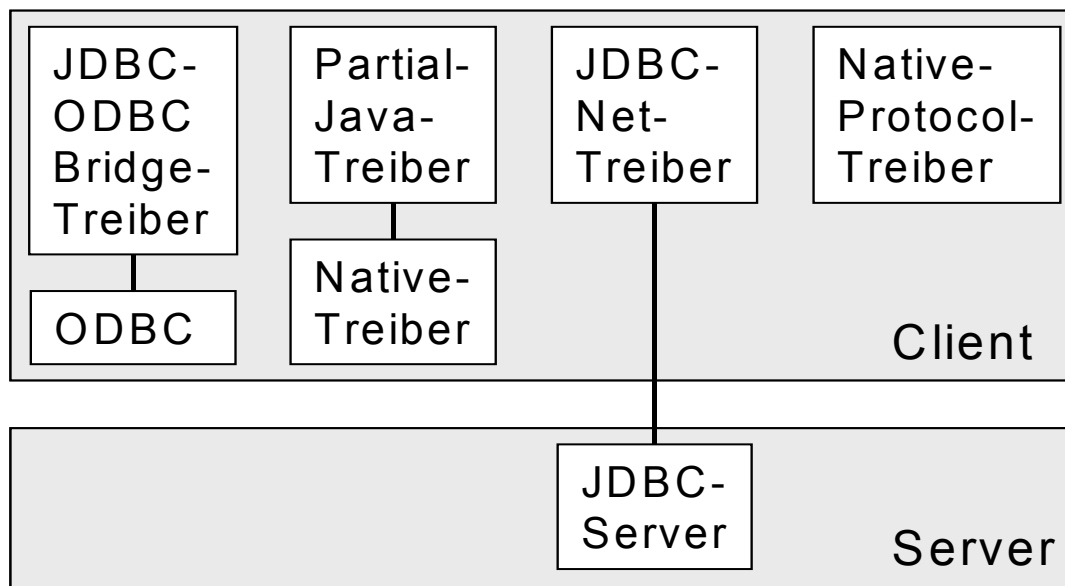 JDBC-
ODBC
Bridge-
Treiber
Partial-
Java-
Treiber
JDBC-
Net-
Treiber
Native-
Protocol-
Treiber
ODBC
Native-
Treiber
Client
JDBC-
Server
Server